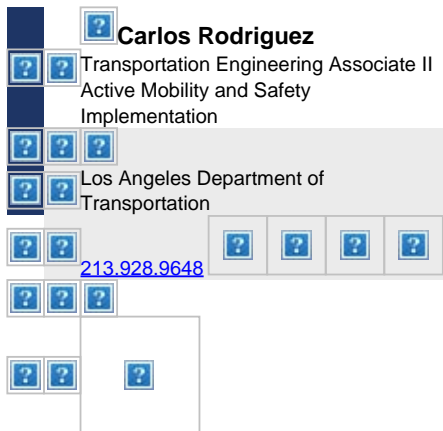 Carlos Rodriguez
Transportation Engineering Associate II
Active Mobility and Safety
Implementation
Los Angeles Department of
Transportation
213.928.9648